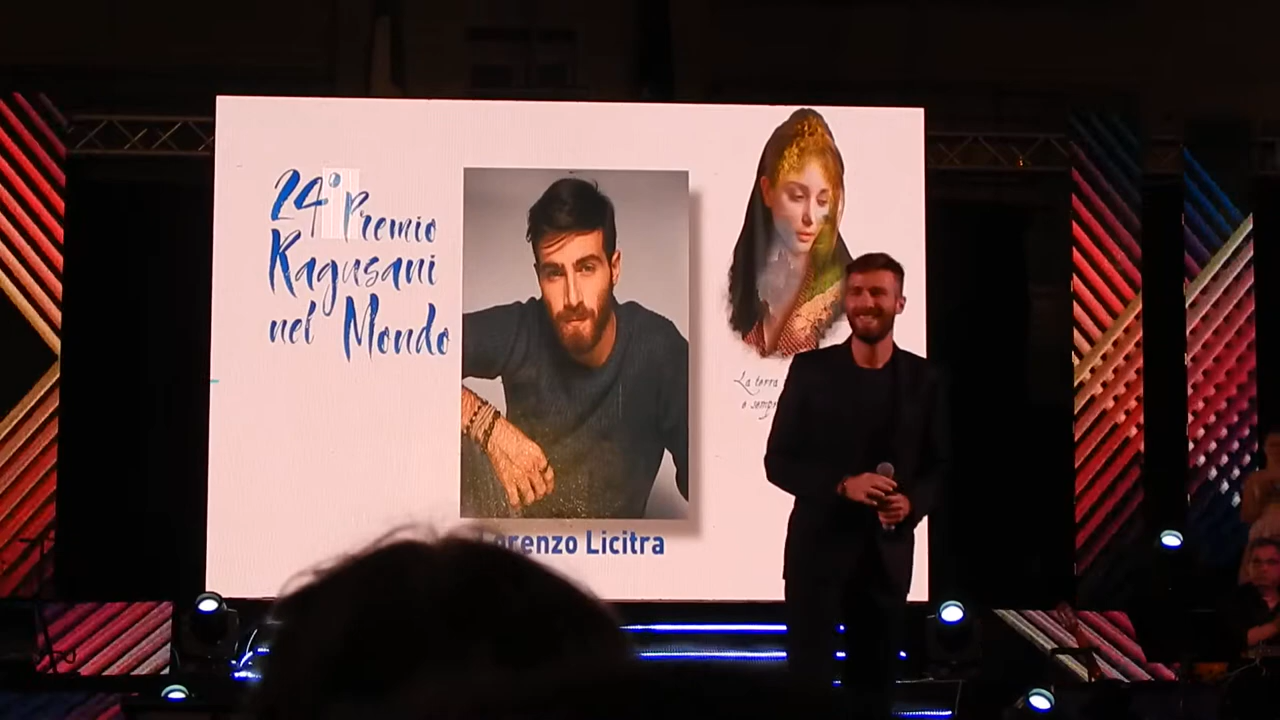 24° Premio
Ragusani
nel Mondo
Lorenzo Licitra
La terra
e sempr